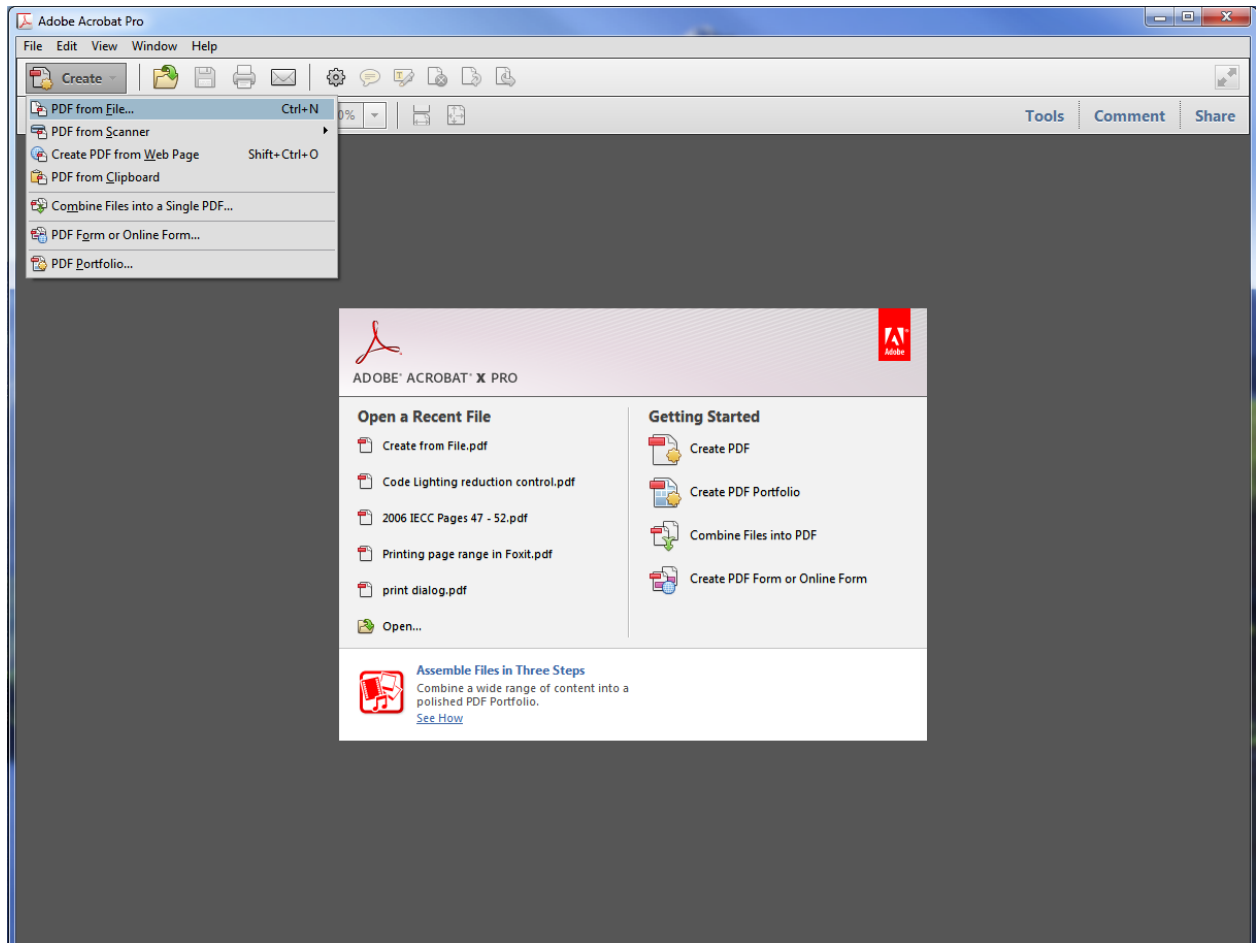 Adobe Acrobat Pro
File Edit View Window Help
Create
PDF from File... Ctrl+N
PDF from Scanner
Create PDF from Web Page Shift+Ctrl+O
PDF from Clipboard
Combine Files into a Single PDF...
PDF Form or Online Form...
PDF Portfolio...
0%
Tools Comment Share
Adobe
ADOBE® ACROBAT® X PRO
Open a Recent File
Create from File.pdf
Code Lighting reduction control.pdf
2006 IECC Pages 47 - 52.pdf
Printing page range in Foxit.pdf
print dialog.pdf
Open...
Getting Started
Create PDF
Create PDF Portfolio
Combine Files into PDF
Create PDF Form or Online Form
Assemble Files in Three Steps
Combine a wide range of content into a
polished PDF Portfolio.
See How